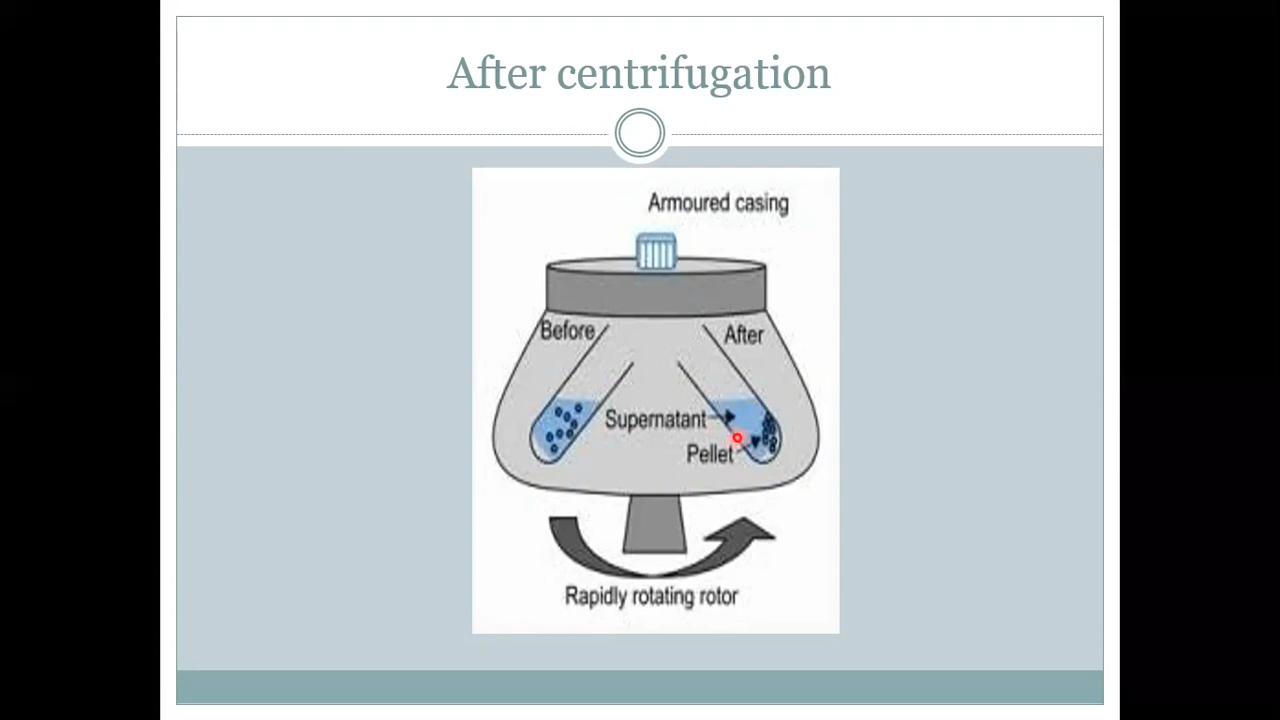 After centrifugation
Armoured casing
Before
After
Supernatant
Pellet
Rapidly rotating rotor